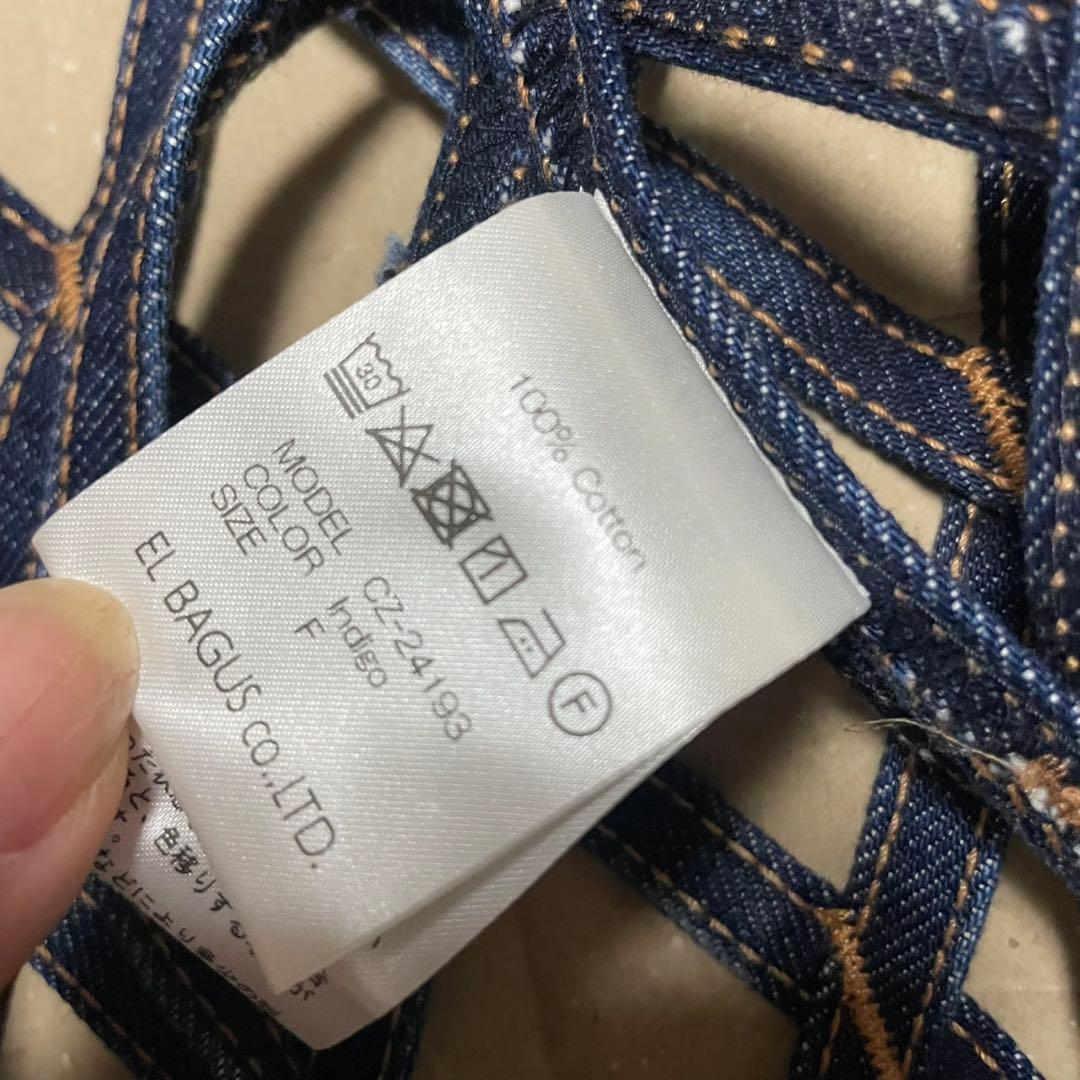 100% Cotton
30
F
MODEL CZ-24193
COLOR Indigo
SIZE F
EL BAGUS CO.,LTD.
色移りする